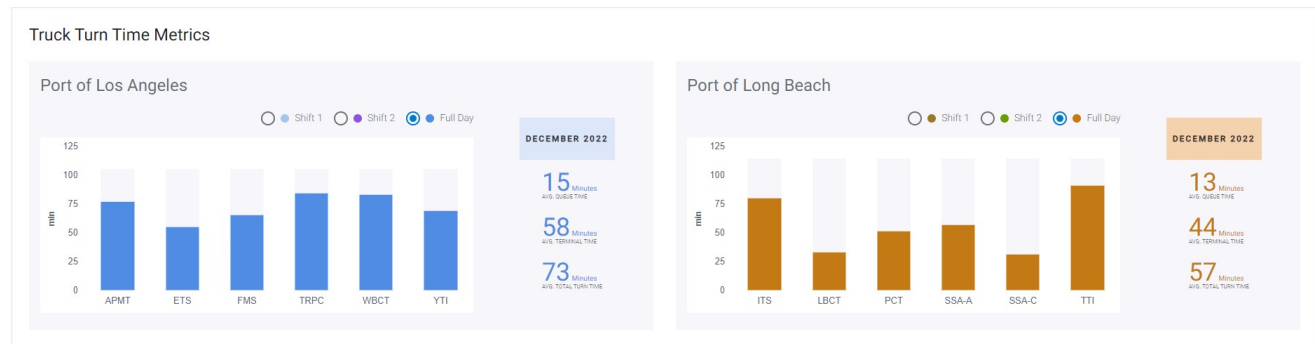 Truck Turn Time Metrics
Port of Los Angeles
Shift 1 Shift 2 Full Day
DECEMBER 2022
125
100
75
50
25
0
min
APMT ETS FMS TRPC WBCT YTI
15 Minutes
AVG. QUEUE TIME
58 Minutes
AVG. TERMINAL TIME
73 Minutes
AVG. TOTAL TURN TIME
Port of Long Beach
Shift 1 Shift 2 Full Day
DECEMBER 2022
125
100
75
50
25
0
min
ITS LBCT PCT SSA-A SSA-C TTI
13 Minutes
AVG. QUEUE TIME
44 Minutes
AVG. TERMINAL TIME
57 Minutes
AVG. TOTAL TURN TIME